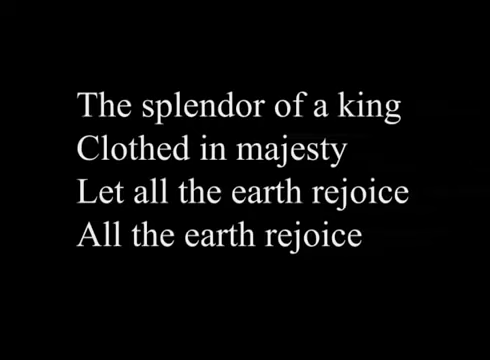 The splendor of a king
Clothed in majesty
Let all the earth rejoice
All the earth rejoice